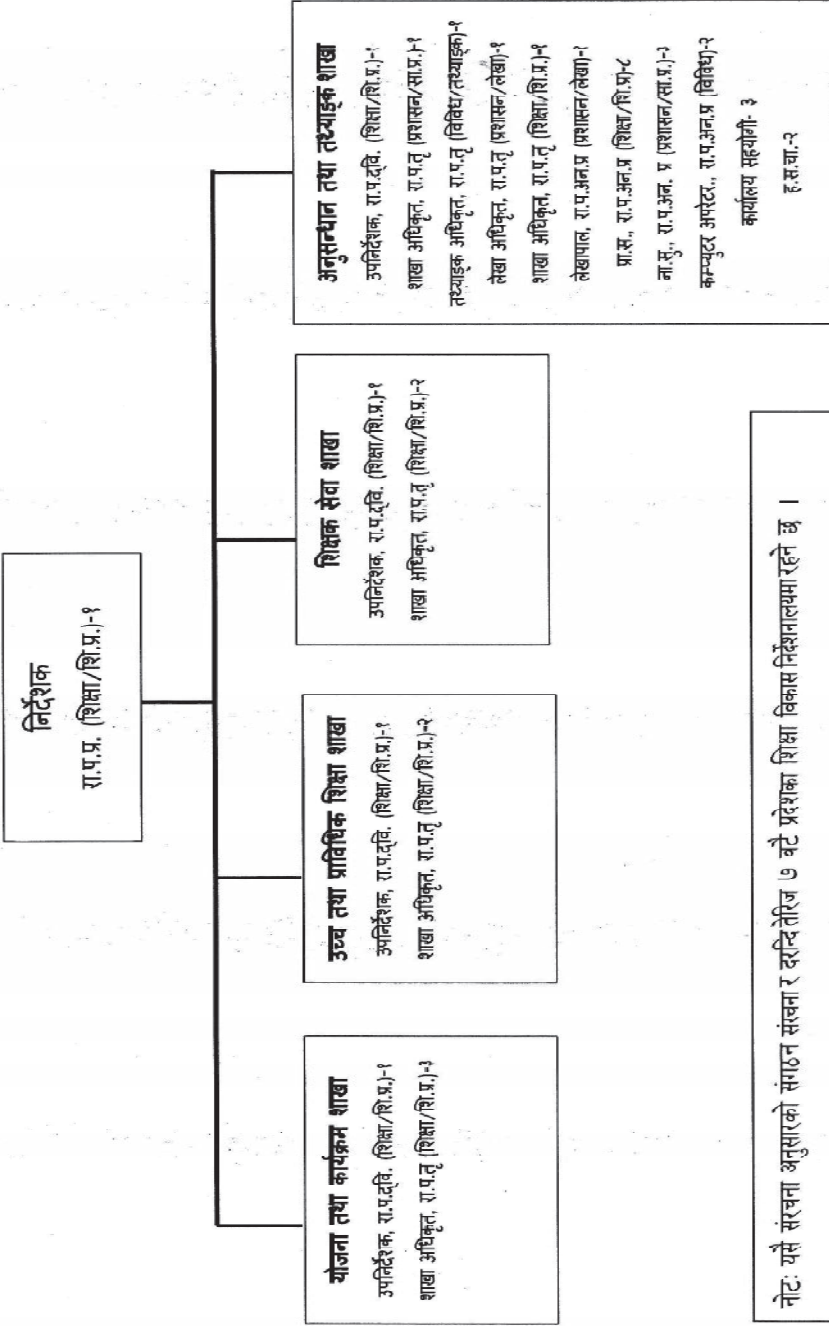 निर्देशक
रा.प.प्र. (शिक्षा/शि.प्र.)-१
योजना तथा कार्यक्रम शाखा
उपनिर्देशक, रा.प.द्वि. (शिक्षा/शि.प्र.)-१
शाखा अधिकृत, रा.प.तृ (शिक्षा/शि.प्र.)-३
उच्च तथा प्राविधिक शिक्षा शाखा
उपनिर्देशक, रा.प.द्वि. (शिक्षा/शि.प्र.)-१
शाखा अधिकृत, रा.प.तृ (शिक्षा/शि.प्र.)-२
शिक्षक सेवा शाखा
उपनिर्देशक, रा.प.द्वि. (शिक्षा/शि.प्र.)-१
शाखा अधिकृत, रा.प.तृ (शिक्षा/शि.प्र.)-२
अनुसन्धान तथा तथ्याङ्क शाखा
उपनिर्देशक, रा.प.द्वि. (शिक्षा/शि.प्र.)-१
शाखा अधिकृत, रा.प.तृ (प्रशासन/सा.प्र.)-१
तथ्याङ्क अधिकृत, रा.प.तृ (विविध/तथ्याङ्क)-१
लेखा अधिकृत, रा.प.तृ (प्रशासन/लेखा)-१
शाखा अधिकृत, रा.प.तृ (शिक्षा/शि.प्र.)-१
लेखापाल, रा.प.अन.प्र (प्रशासन/लेखा)-१
प्रा.स., रा.प.अन.प्र (शिक्षा/शि.प्र)-८
ना.सु., रा.प.अन. प्र (प्रशासन/सा.प्र.)-३
कम्प्युटर अपरेटर., रा.प.अन.प्र (विविध)-२
कार्यालय सहयोगी- ३
ह.स.चा.-२
नोट: यसै संरचना अनुसारको संगठन संरचना र दरन्दि तेरिज ७ वटै प्रदेशका शिक्षा विकास निर्देशनालयमा रहने छ ।